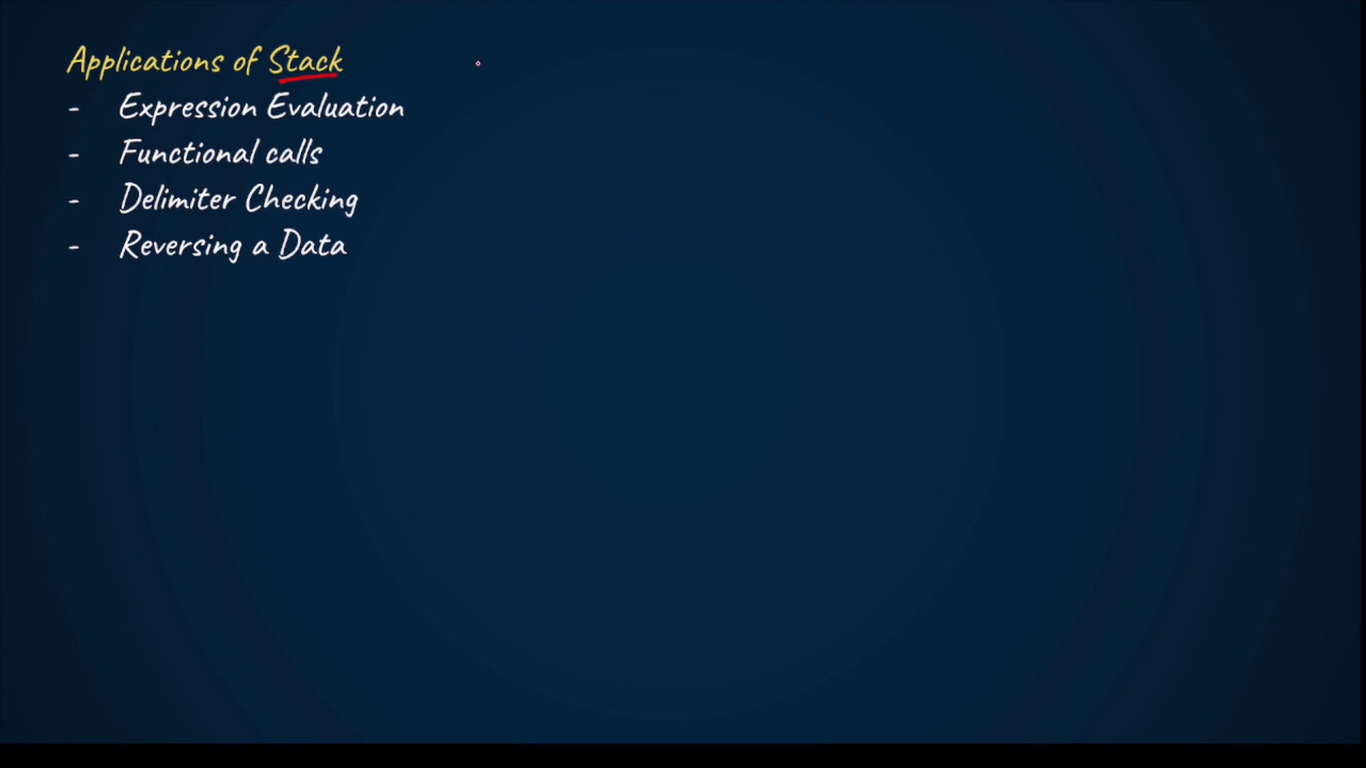 Applications of Stack
- Expression Evaluation
- Functional calls
- Delimiter Checking
- Reversing a Data